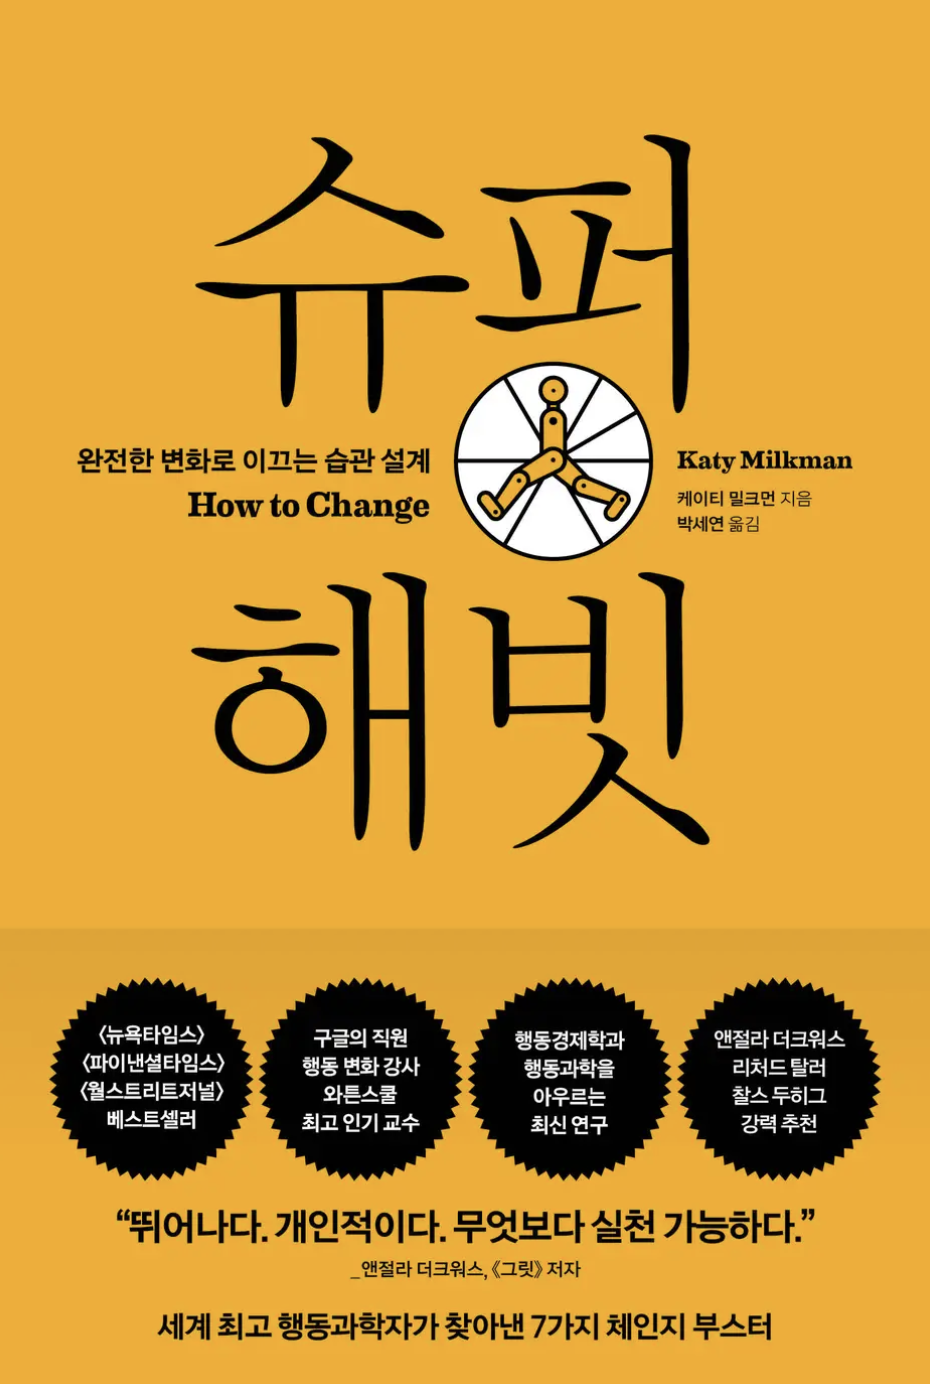 슈퍼
완전한 변화로 이끄는 습관 설계
How to Change
Katy Milkman
케이티 밀크먼 지음
박세연 옮김
해빗
〈뉴욕타임스〉
〈파이낸셜타임스〉
〈월스트리트저널〉
베스트셀러
구글의 직원
행동 변화 강사
와튼스쿨
최고 인기 교수
행동경제학과
행동과학을
아우르는
최신 연구
앤절라 더크워스
리처드 탈러
찰스 두히그
강력 추천
“뛰어나다. 개인적이다. 무엇보다 실천 가능하다.”
_앤절라 더크워스, 《그릿》 저자
세계 최고 행동과학자가 찾아낸 7가지 체인지 부스터